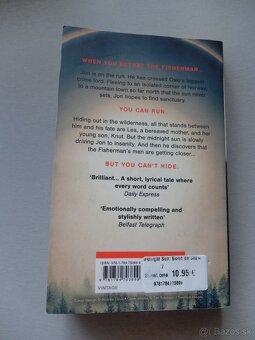 WHEN YOU BETRAY THE FISHERMAN...
Jon is on the run. He has crossed Oslo's biggest
crime lord. Fleeing to an isolated corner of Norway,
to a mountain town so far north that the sun never
sets, Jon hopes to find sanctuary.
YOU CAN RUN.
Hiding out in the wilderness, all that stands between
him and his fate are Lea, a bereaved mother, and her
young son, Knut. But the midnight sun is slowly
driving Jon to insanity. And then he discovers that
the Fisherman's men are getting closer...
BUT YOU CAN'T HIDE.
'Brilliant... A short, lyrical tale where
every word counts'
Daily Express
'Emotionally compelling and
stylishly written'
Belfast Telegraph
10.95 €
VINTAGE
bazos.sk